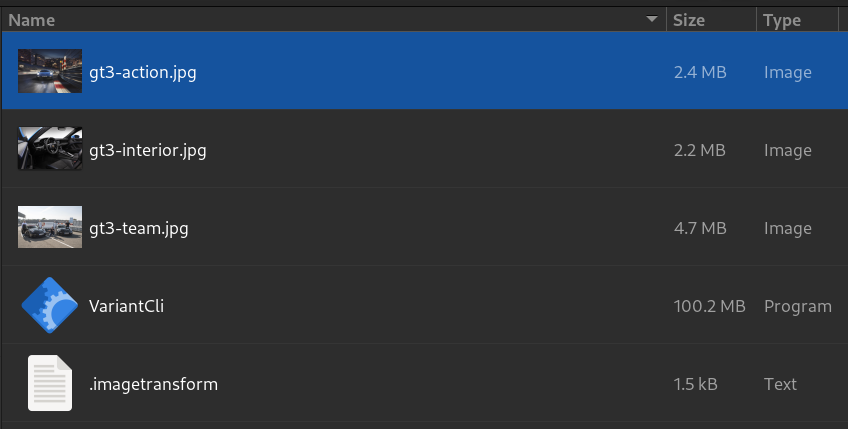 Name Size Type
gt3-action.jpg 2.4 MB Image
gt3-interior.jpg 2.2 MB Image
gt3-team.jpg 4.7 MB Image
VariantCli 100.2 MB Program
.imagetransform 1.5 kB Text